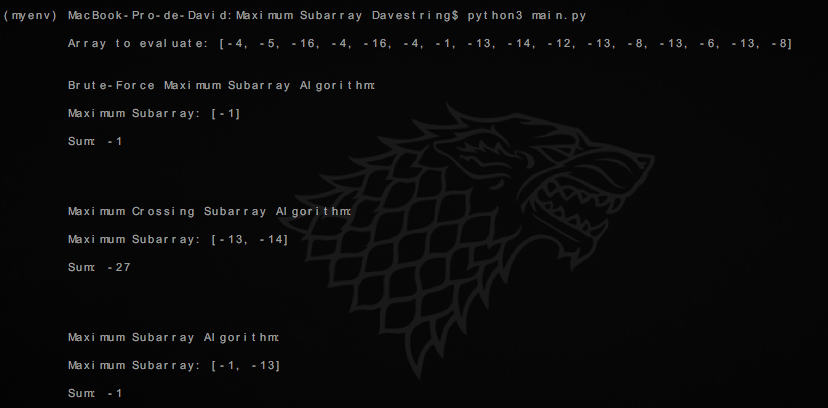 (myenv) MacBook-Pro-de-David:Maximum Subarray Davestring$ python3 main.py
Array to evaluate: [-4, -5, -16, -4, -16, -4, -1, -13, -14, -12, -13, -8, -13, -6, -13, -8]
Brute-Force Maximum Subarray Algorithm:
Maximum Subarray: [-1]
Sum: -1
Maximum Crossing Subarray Algorithm:
Maximum Subarray: [-13, -14]
Sum: -27
Maximum Subarray Algorithm:
Maximum Subarray: [-1, -13]
Sum: -1